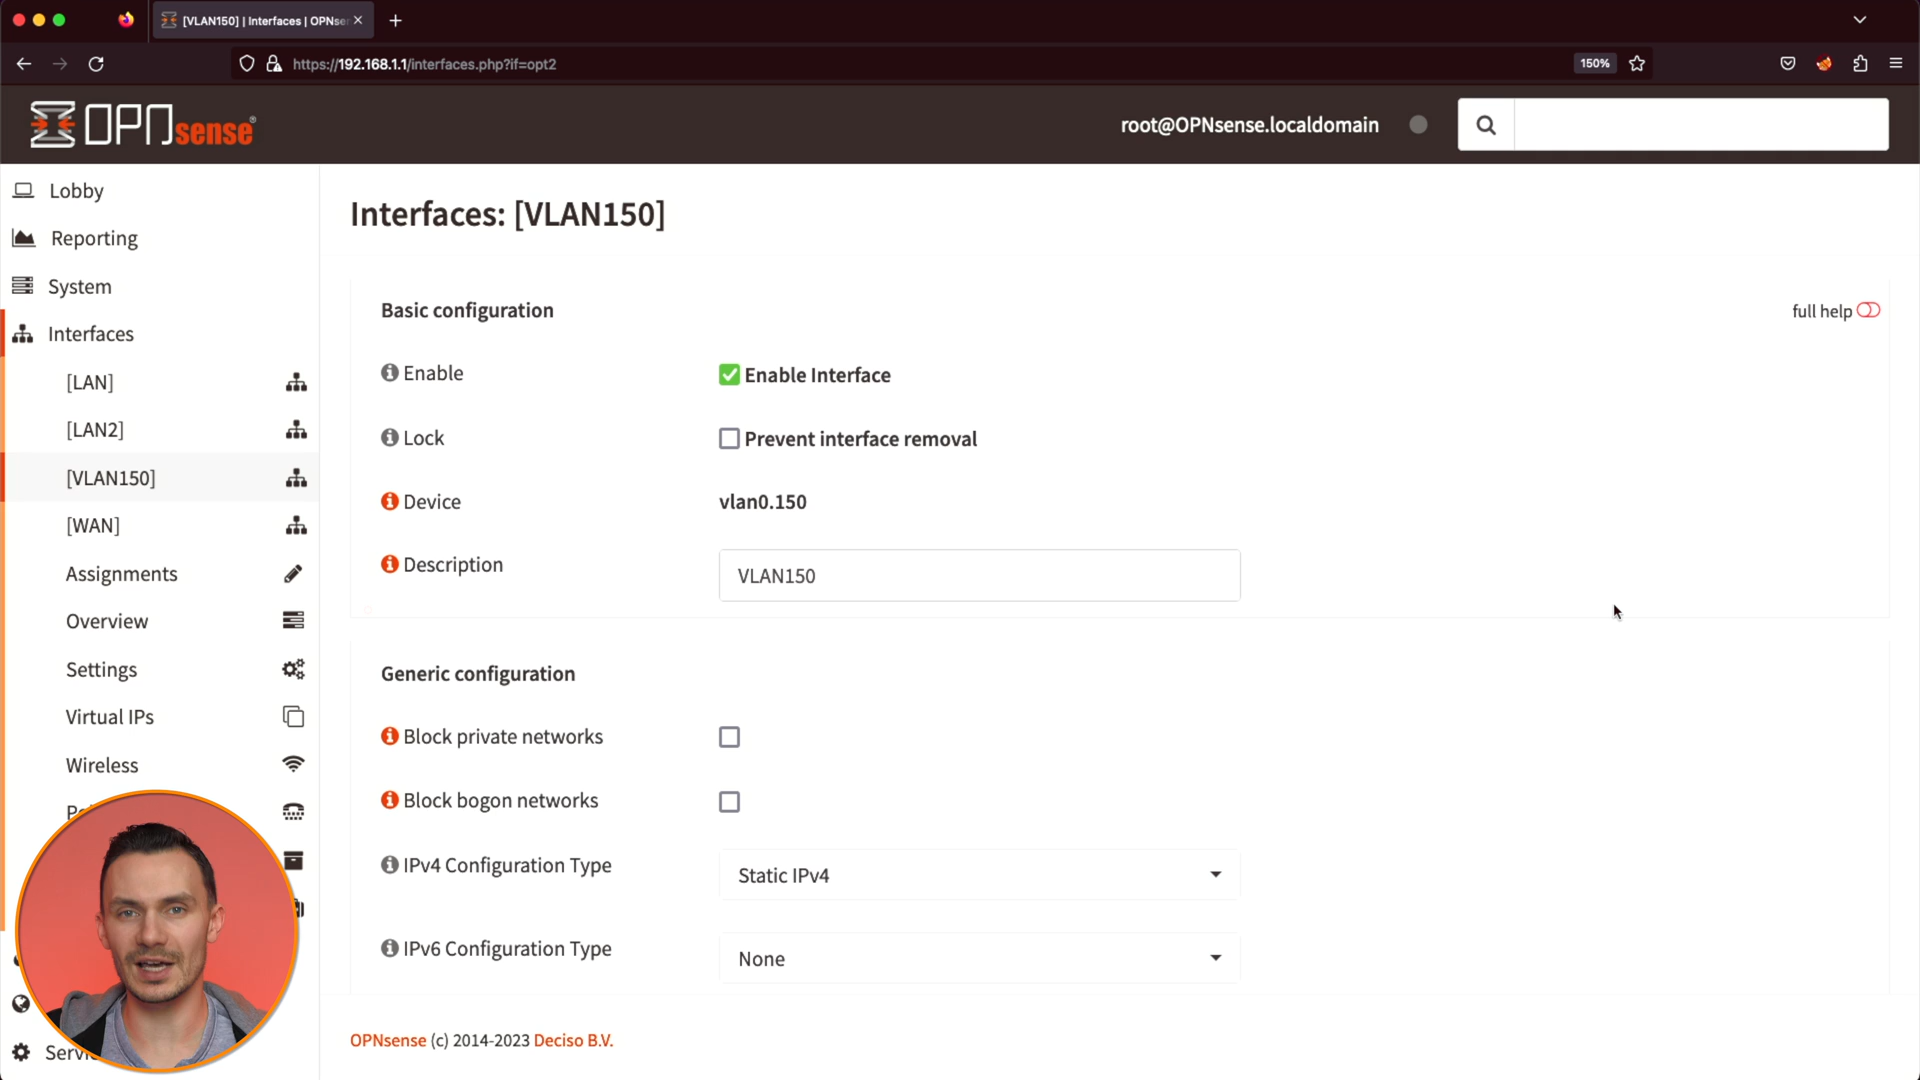 [VLAN150] | Interfaces | OPNser
https://192.168.1.1/interfaces.php?if=opt2
150%
OPNsense®
root@OPNsense.localdomain
Lobby
Reporting
System
Interfaces
[LAN]
[LAN2]
[VLAN150]
[WAN]
Assignments
Overview
Settings
Virtual IPs
Wireless
Servi
Interfaces: [VLAN150]
Basic configuration
full help
Enable
Enable Interface
Lock
Prevent interface removal
Device
vlan0.150
Description
VLAN150
Generic configuration
Block private networks
Block bogon networks
IPv4 Configuration Type
Static IPv4
IPv6 Configuration Type
None
OPNsense (c) 2014-2023 Deciso B.V.